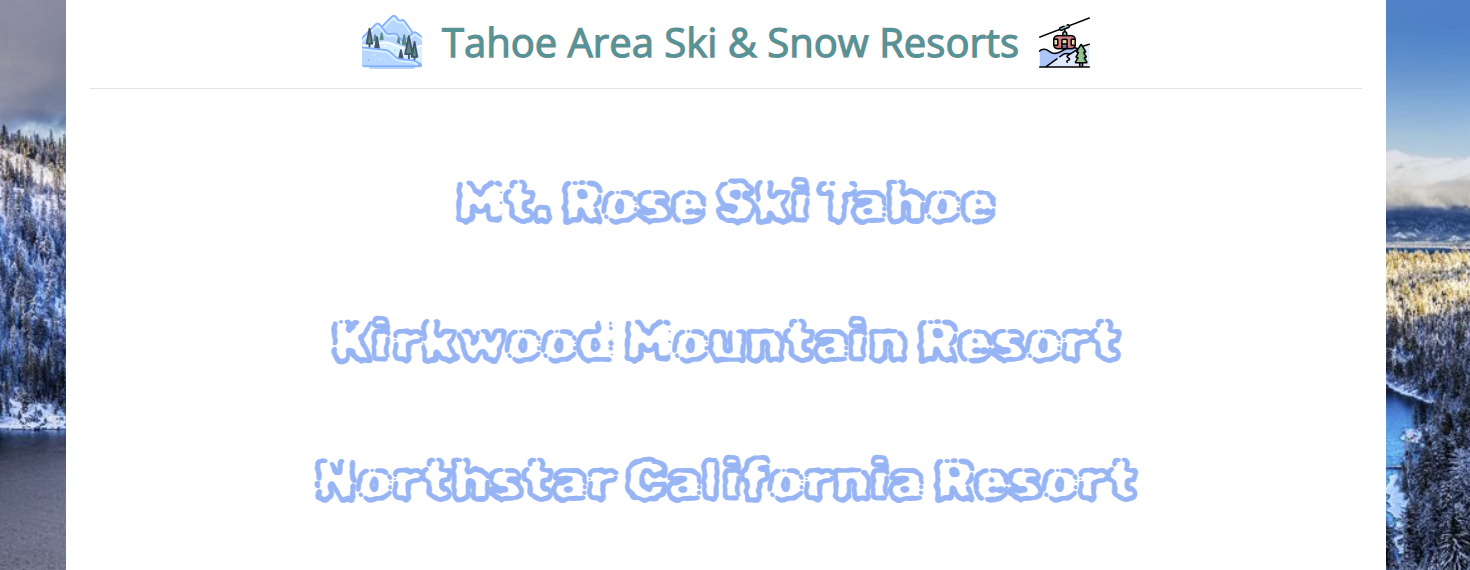 Tahoe Area Ski & Snow Resorts
Mt. Rose Ski Tahoe
Kirkwood Mountain Resort
Northstar California Resort